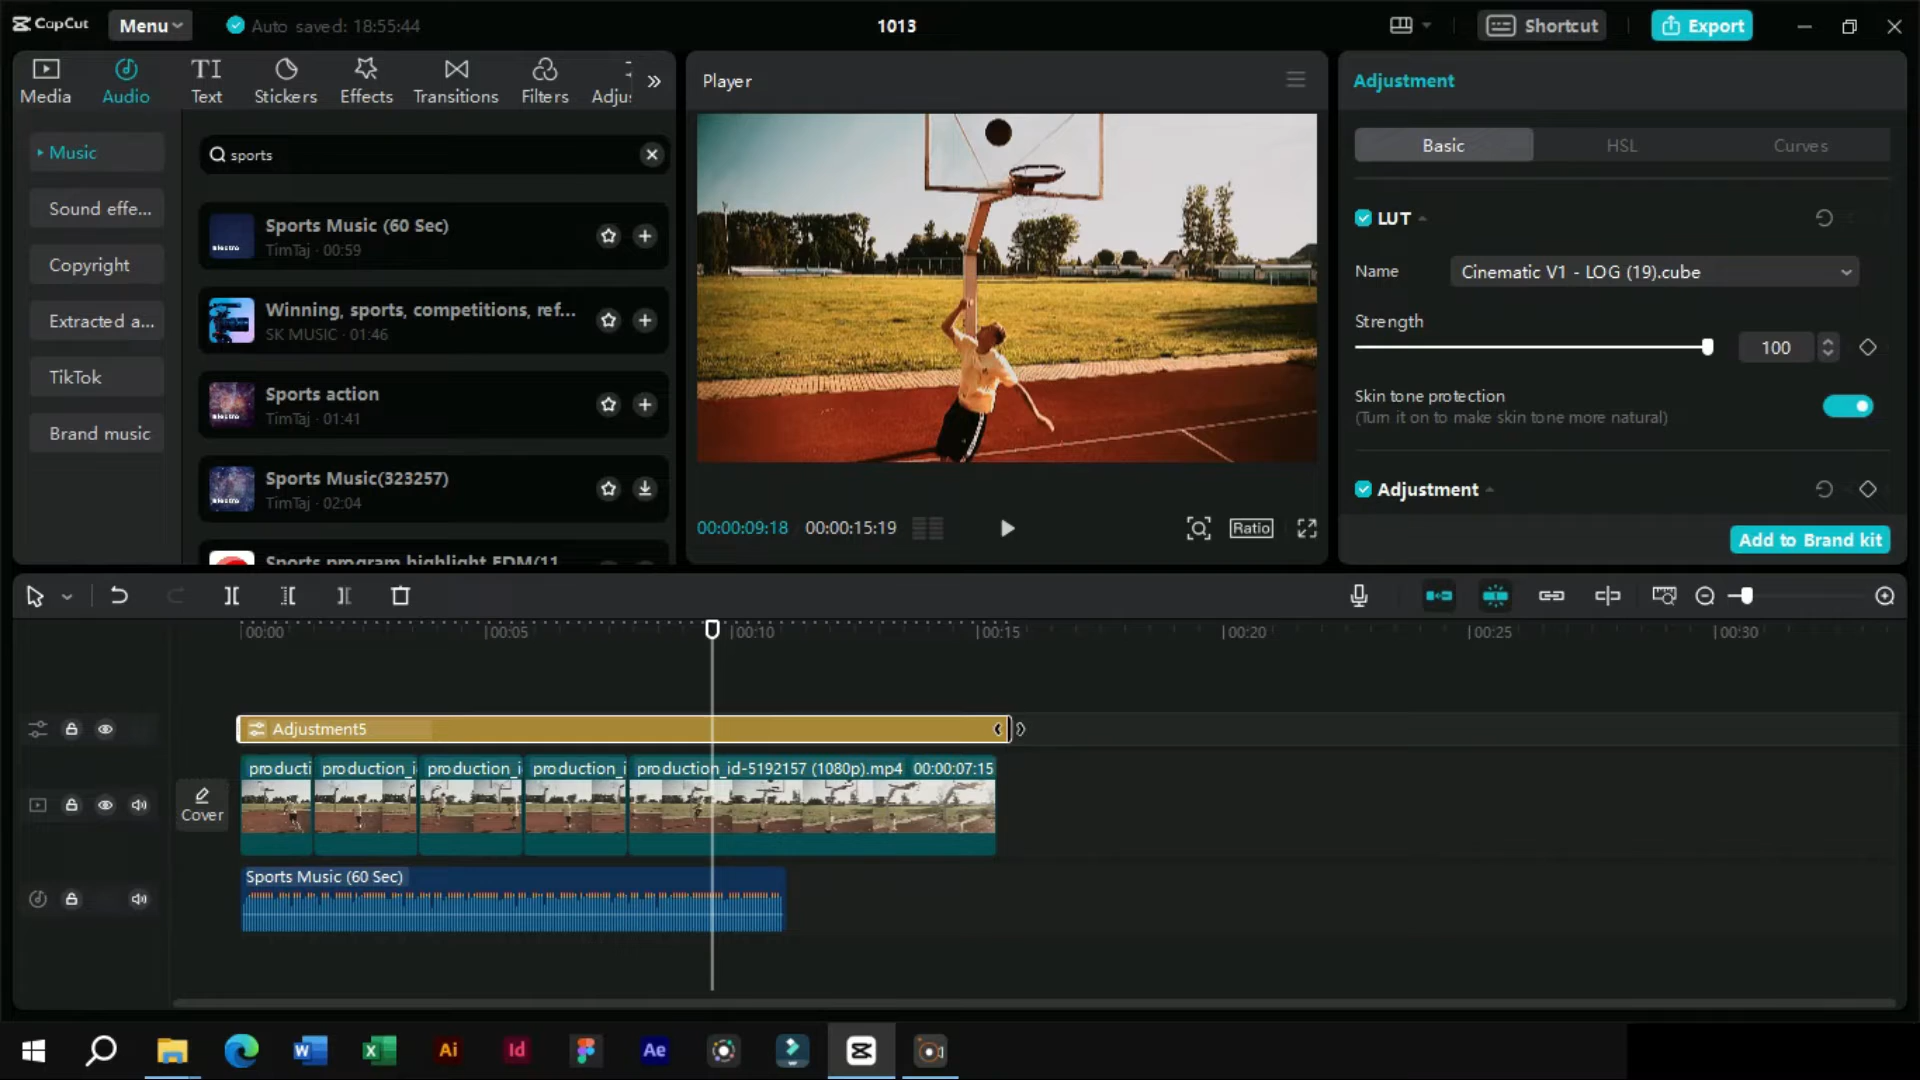 CapCut
Menu
Auto saved: 18:55:44
1013
Shortcut
Export
Media
Audio
TI
Text
Stickers
Effects
Transitions
Filters
Adju
Music
Sound effe...
Copyright
Extracted a...
TikTok
Brand music
sports
Sports Music (60 Sec)
TimTaj · 00:59
Winning, sports, competitions, ref...
SK MUSIC · 01:46
Sports action
TimTaj · 01:41
Sports Music(323257)
TimTaj · 02:04
Sports program highlight EDM(11
Player
00:00:09:18
00:00:15:19
Ratio
Adjustment
Basic
HSL
Curves
LUT
Name
Cinematic V1 - LOG (19).cube
Strength
100
Skin tone protection
(Turn it on to make skin tone more natural)
Adjustment
Add to Brand kit
00:00
00:05
00:10
00:15
00:20
00:25
00:30
Adjustment5
Cover
producti
production_i
production_i
production_i
production_id-5192157 (1080p).mp4 00:00:07:15
Sports Music (60 Sec)
W
X
Ai
Id
Ae